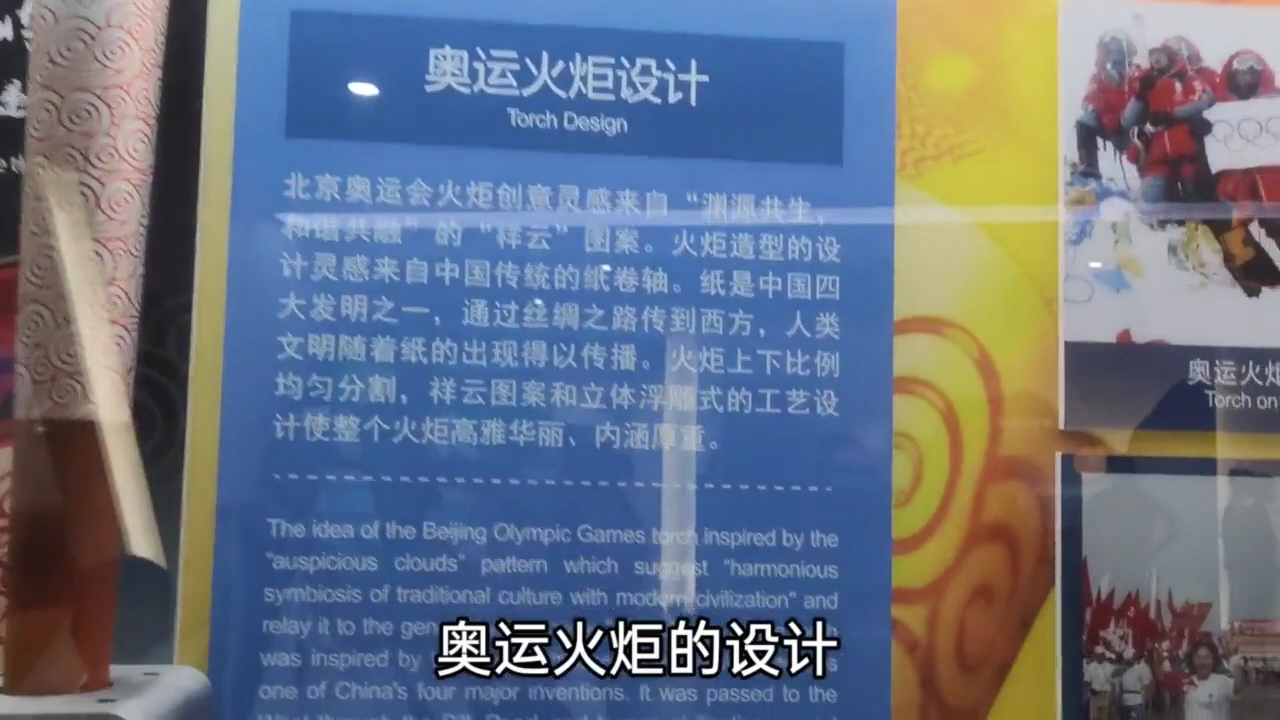 奥运火炬设计
Torch Design
北京奥运会火炬创意灵感来自“渊源共生，
和谐共融”的“祥云”图案。火炬造型的设
计灵感来自中国传统的纸卷轴。纸是中国四
大发明之一，通过丝绸之路传到西方，人类
文明随着纸的出现得以传播。火炬上下比例
均匀分割，祥云图案和立体浮雕式的工艺设
计使整个火炬高雅华丽、内涵厚重。
The idea of the Beijing Olympic Games torch inspired by the
"auspicious clouds" pattern which suggest "harmonious
symbiosis of traditional culture with modern civilization" and
relay it to the gen
was inspired by
one of China's four major inventions. It was passed to the
奥运火炬的设计
奥运火炬
Torch on